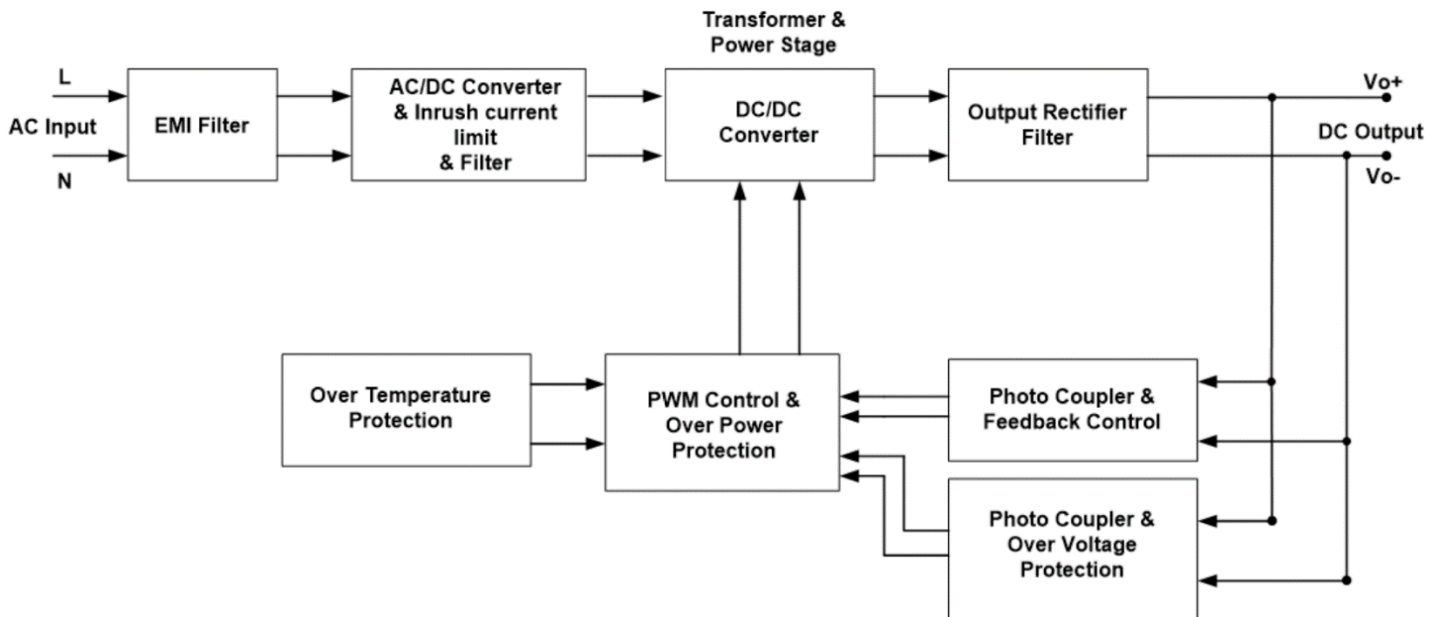 Transformer &
Power Stage
L
AC Input
N
EMI Filter
AC/DC Converter
& Inrush current
limit
& Filter
DC/DC
Converter
Output Rectifier
Filter
Vo+
DC Output
Vo-
Over Temperature
Protection
PWM Control &
Over Power
Protection
Photo Coupler &
Feedback Control
Photo Coupler &
Over Voltage
Protection